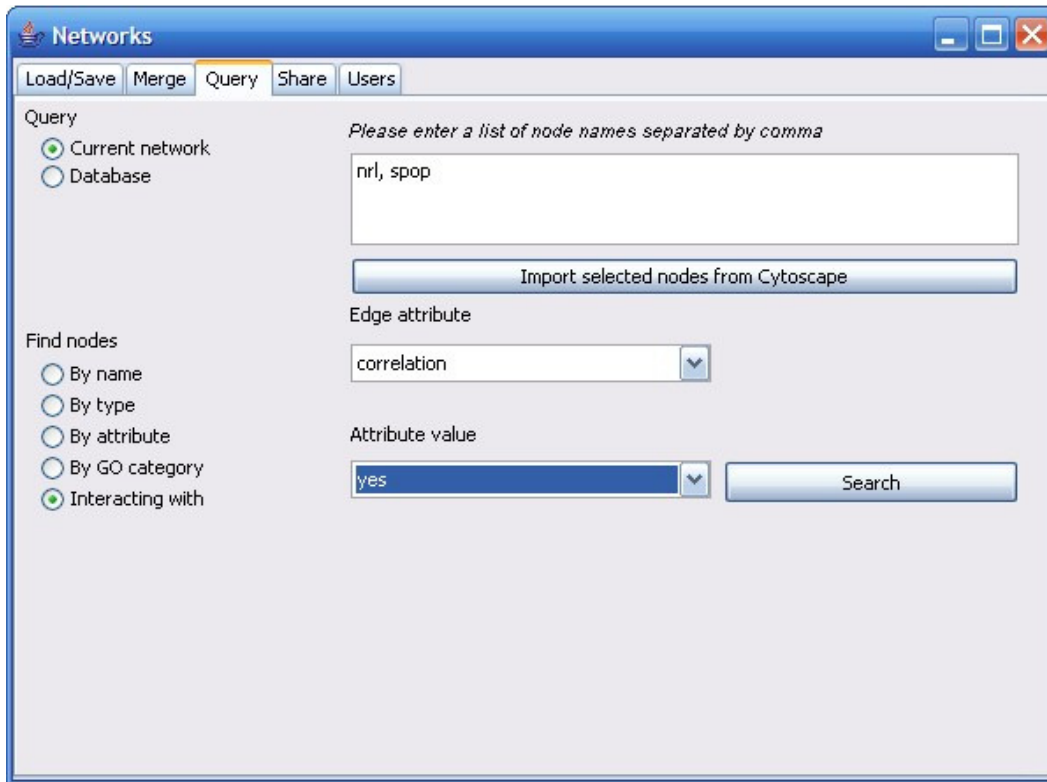 Networks
Load/Save Merge Query Share Users
Query
Current network
Database
Please enter a list of node names separated by comma
nrl, spop
Import selected nodes from Cytoscape
Edge attribute
correlation
Find nodes
By name
By type
By attribute
By GO category
Interacting with
Attribute value
yes
Search